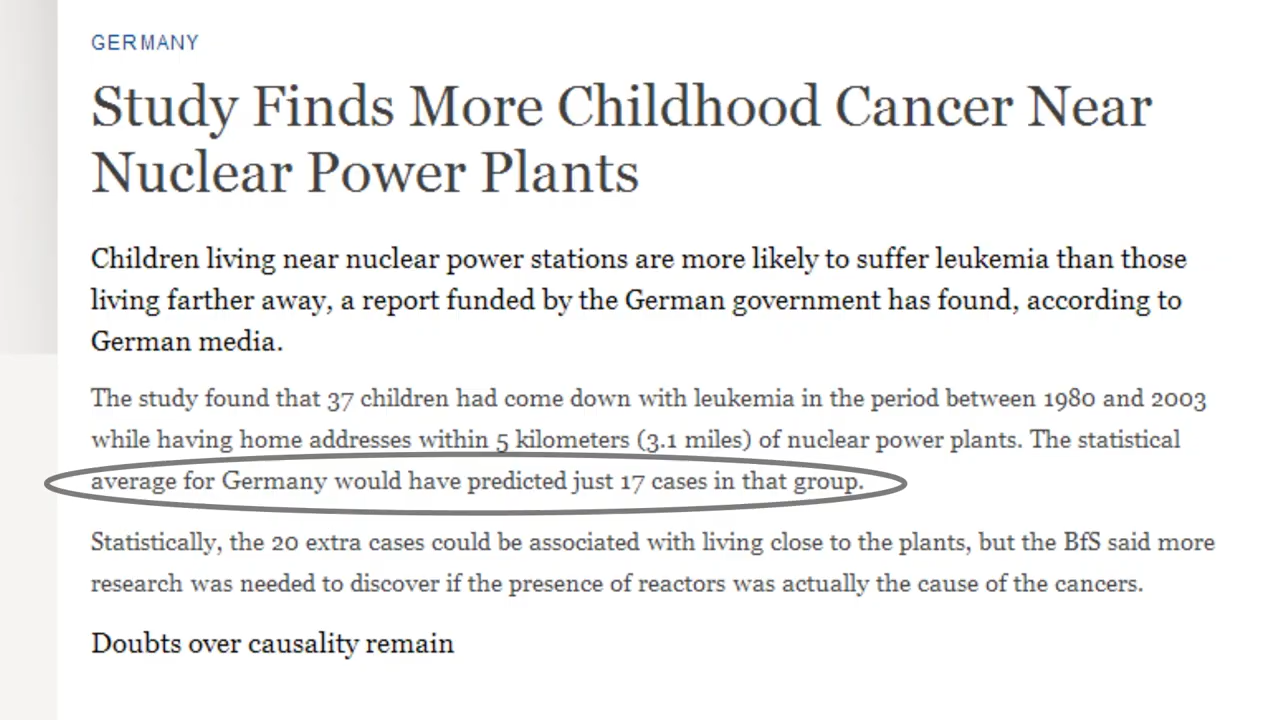 GERMANY
Study Finds More Childhood Cancer Near
Nuclear Power Plants
Children living near nuclear power stations are more likely to suffer leukemia than those
living farther away, a report funded by the German government has found, according to
German media.
The study found that 37 children had come down with leukemia in the period between 1980 and 2003
while having home addresses within 5 kilometers (3.1 miles) of nuclear power plants. The statistical
average for Germany would have predicted just 17 cases in that group.
Statistically, the 20 extra cases could be associated with living close to the plants, but the BfS said more
research was needed to discover if the presence of reactors was actually the cause of the cancers.
Doubts over causality remain